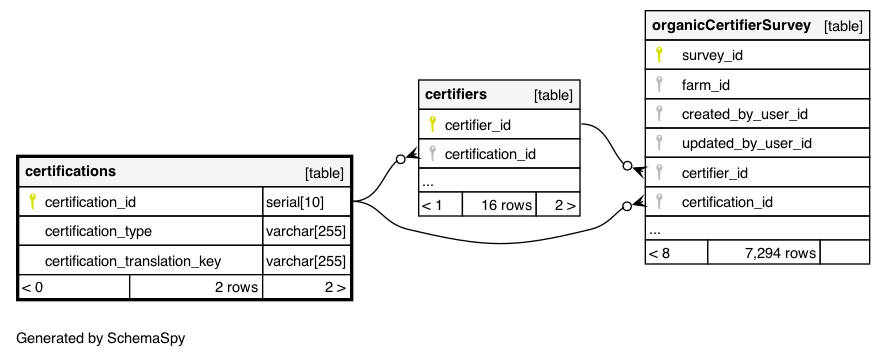 organicCertifierSurvey [table]
survey_id
farm_id
created_by_user_id
updated_by_user_id
certifier_id
certification_id
...
< 8 7,294 rows
certifiers [table]
certifier_id
certification_id
...
< 1 16 rows 2 >
certifications [table]
certification_id serial[10]
certification_type varchar[255]
certification_translation_key varchar[255]
< 0 2 rows 2 >
Generated by SchemaSpy